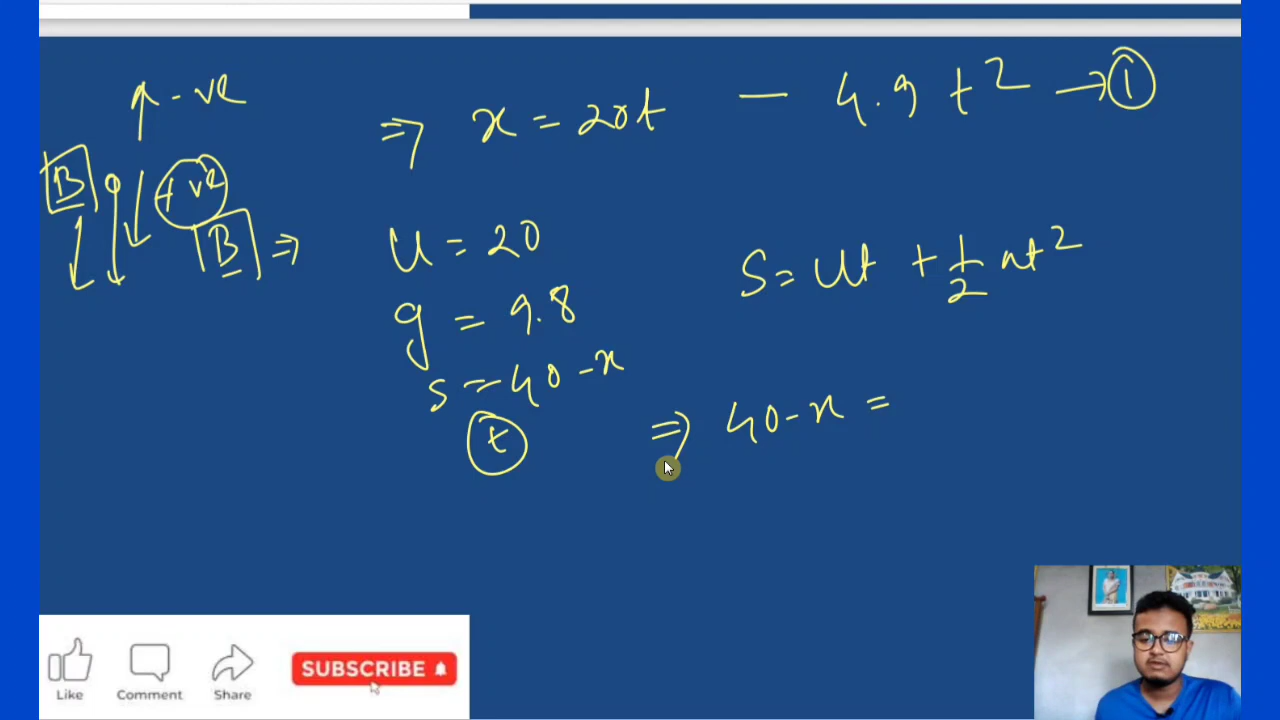 ↑ - ve
⇒ x = 20t - 4.9 t² → ①
B ↓ + ve
B ⇒ u = 20
S = ut + 1/2 at²
g = 9.8
s = 40 - x
t
⇒ 40 - x =
Like
Comment
Share
SUBSCRIBE